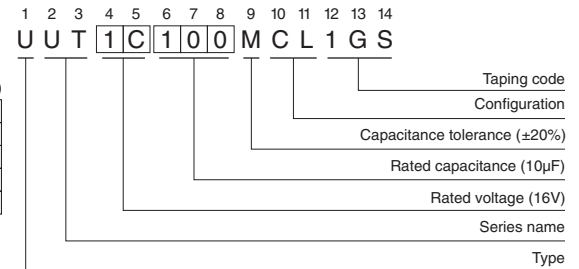 1 2 3 4 5 6 7 8 9 10 11 12 13 14
U U T 1 C 1 0 0 M C L 1 G S
Taping code
Configuration
Capacitance tolerance (±20%)
Rated capacitance (10µF)
Rated voltage (16V)
Series name
Type